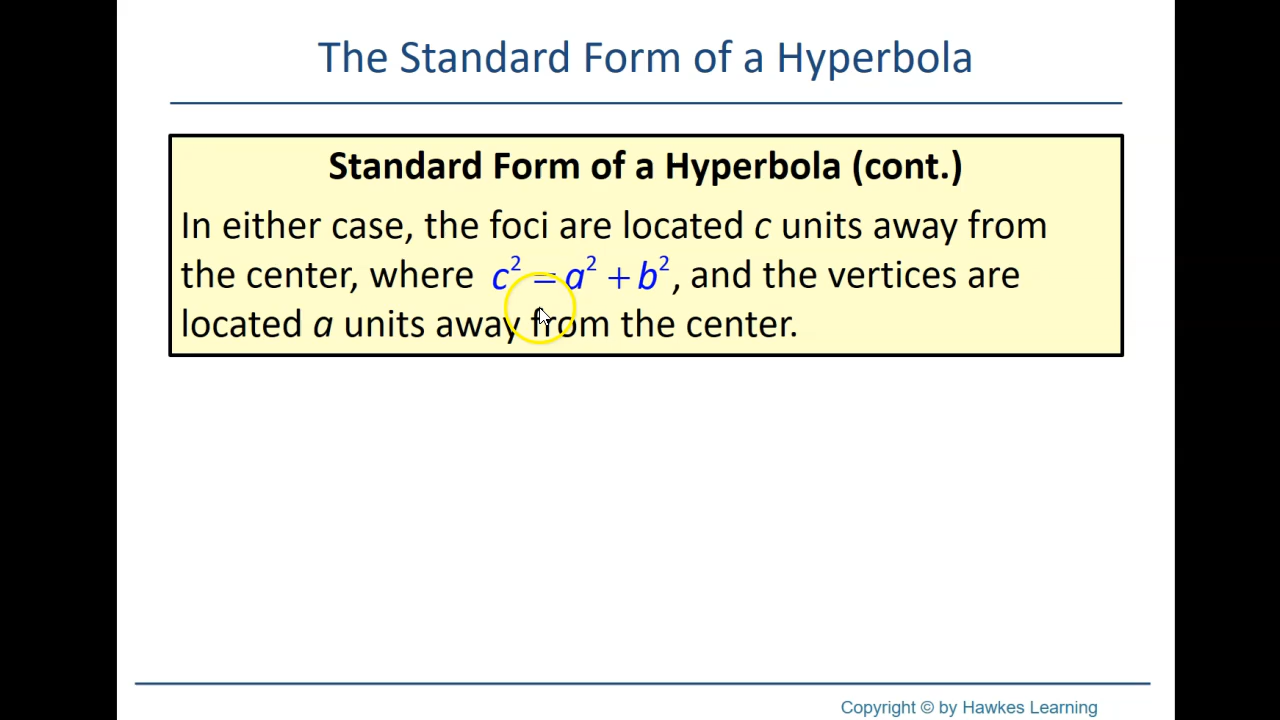 The Standard Form of a Hyperbola
Standard Form of a Hyperbola (cont.)
In either case, the foci are located c units away from
the center, where c² = a² + b², and the vertices are
located a units away from the center.
Copyright © by Hawkes Learning